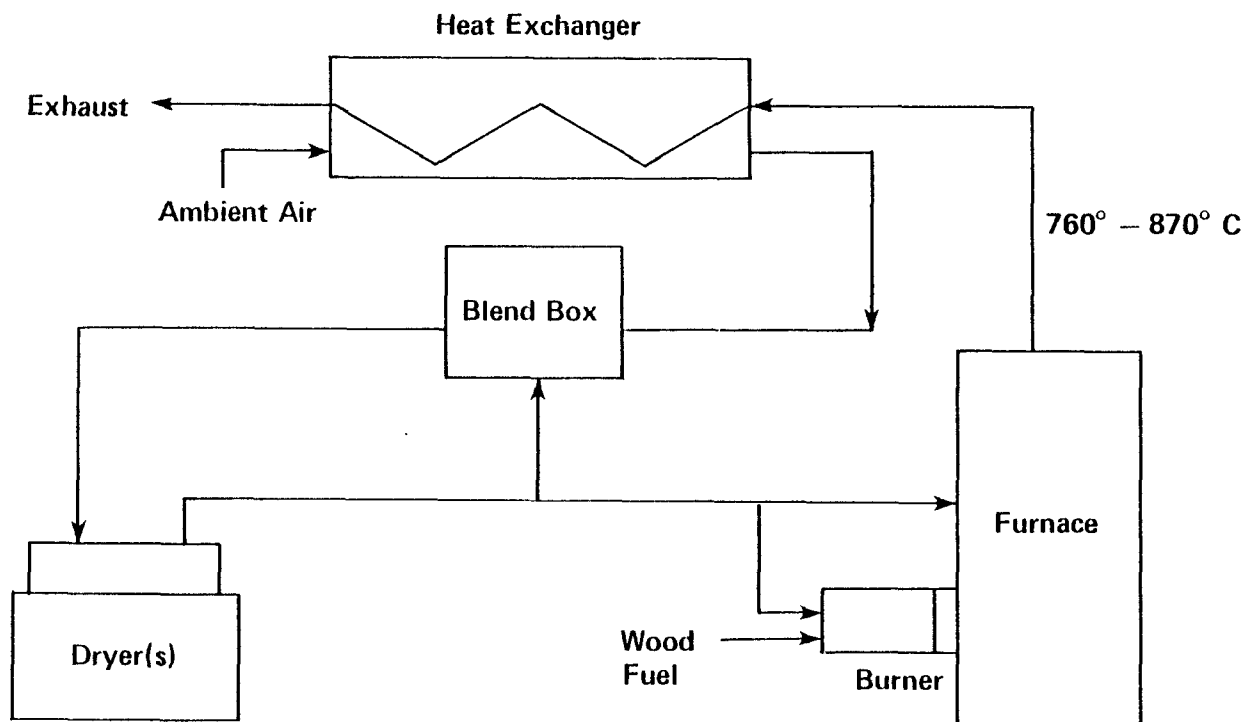 Heat Exchanger
Exhaust
Ambient Air
760° – 870° C
Blend Box
Furnace
Dryer(s)
Wood
Fuel
Burner